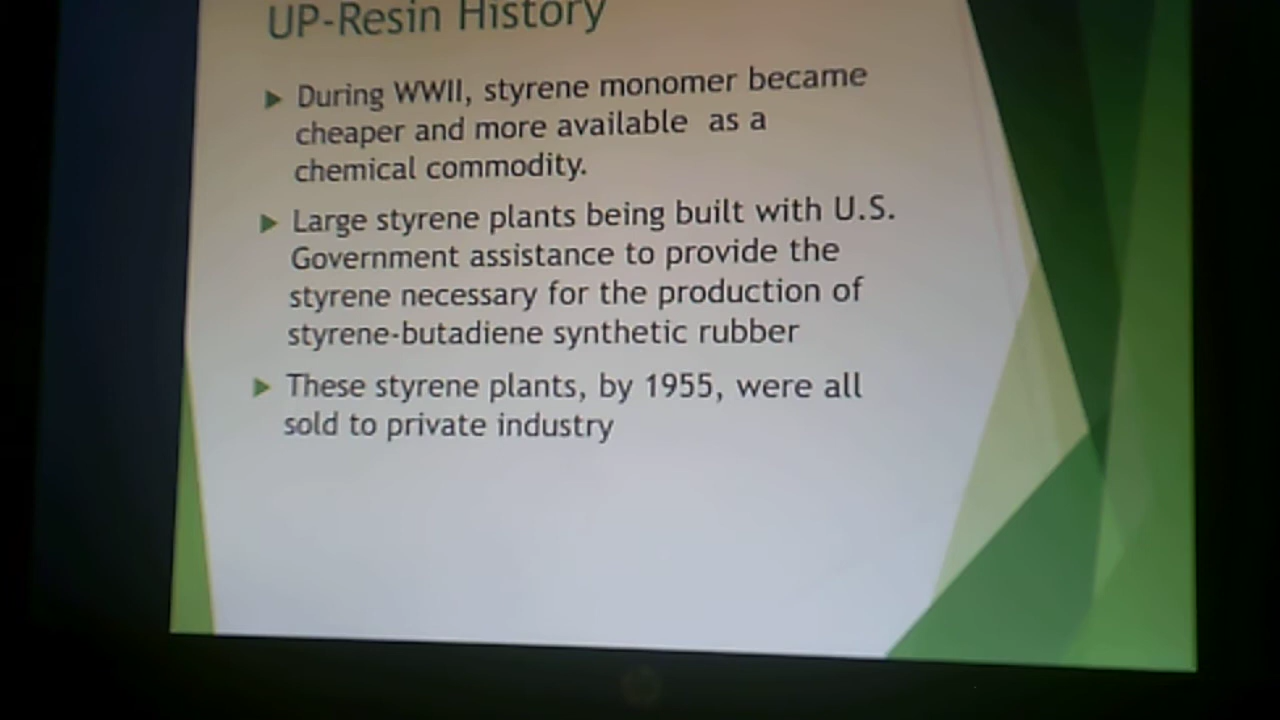 UP-Resin History
During WWII, styrene monomer became
cheaper and more available as a
chemical commodity.
Large styrene plants being built with U.S.
Government assistance to provide the
styrene necessary for the production of
styrene-butadiene synthetic rubber
These styrene plants, by 1955, were all
sold to private industry